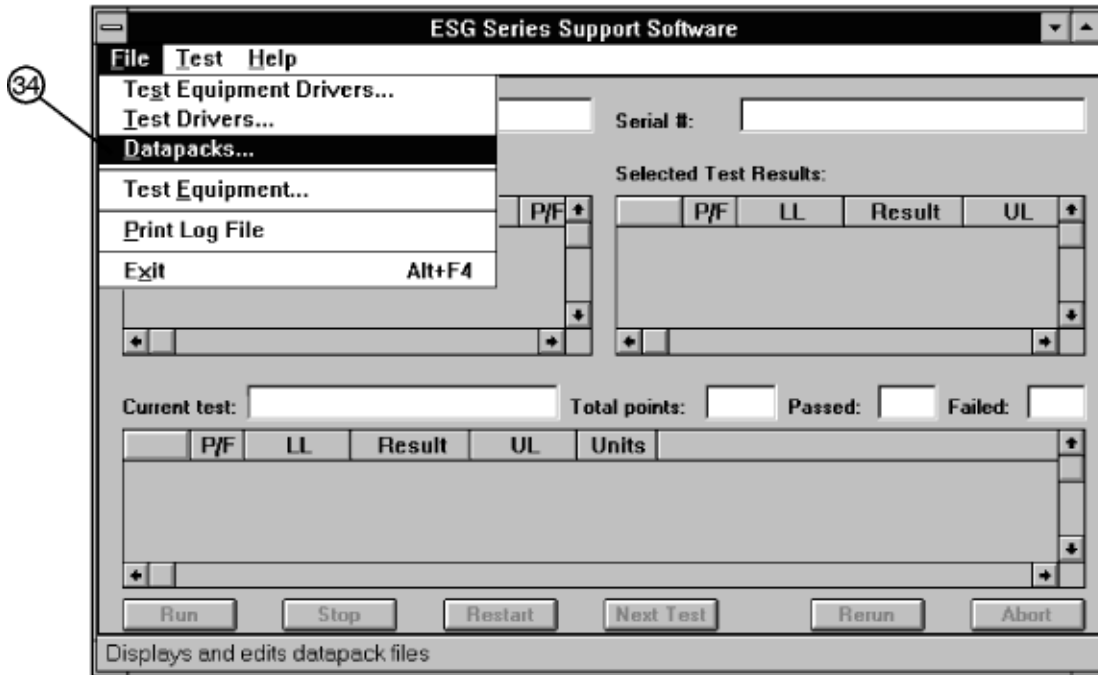 ESG Series Support Software
File Test Help
34
Test Equipment Drivers...
Test Drivers...
Datapacks...
Test Equipment...
Print Log File
Exit Alt+F4
Serial #:
Selected Test Results:
P/F
P/F LL Result UL
Current test: Total points: Passed: Failed:
P/F LL Result UL Units
Run Stop Restart Next Test Rerun Abort
Displays and edits datapack files